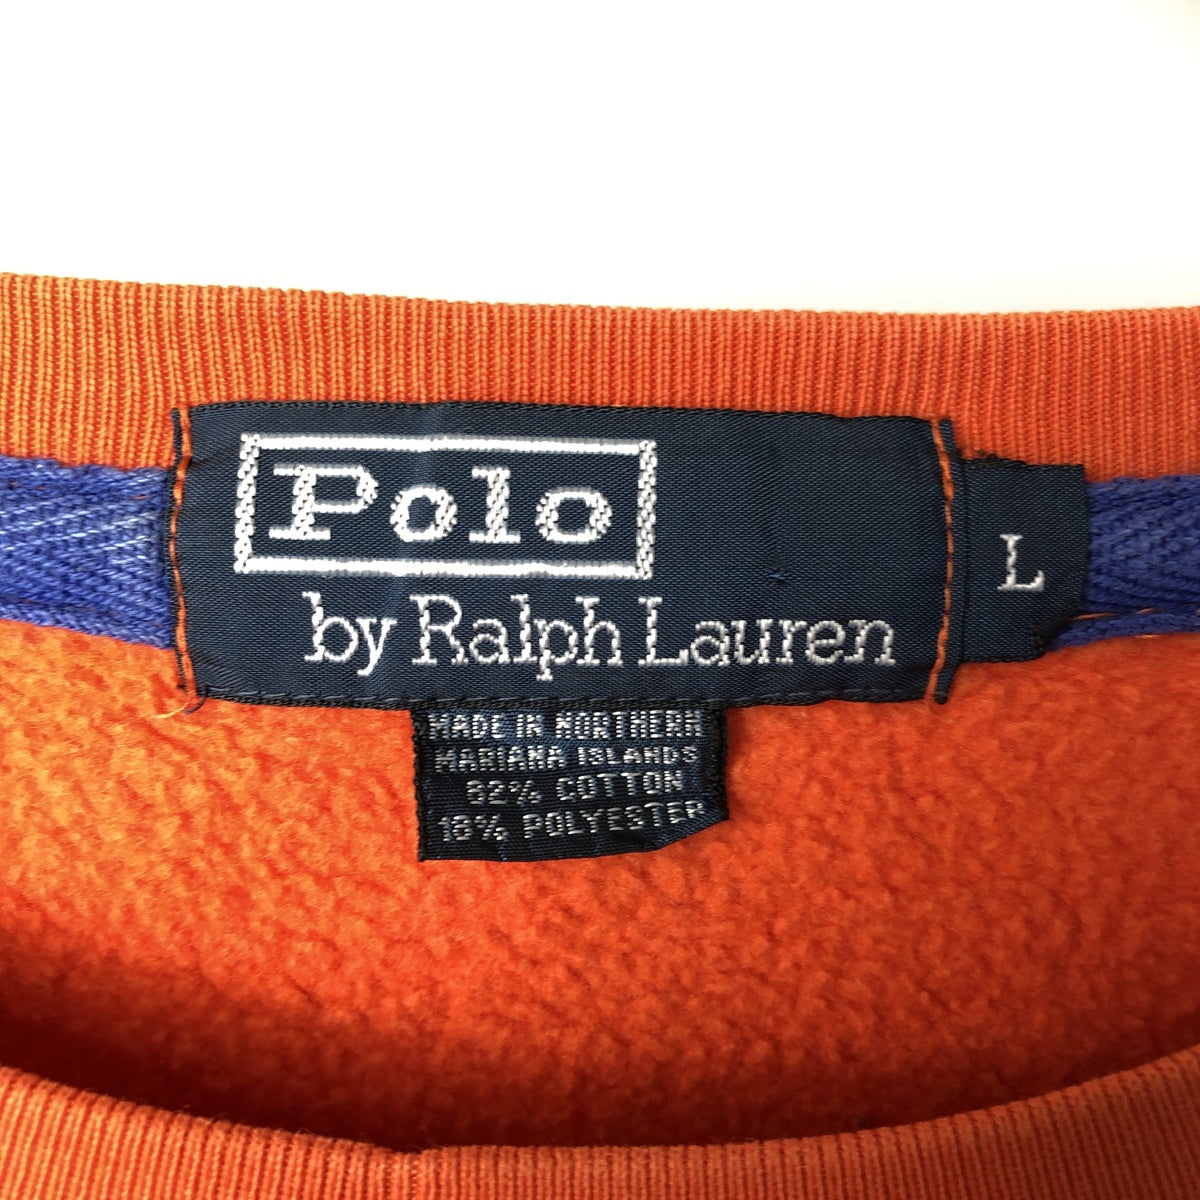 Polo
by Ralph Lauren
L
MADE IN NORTHERN
MARIANA ISLANDS
82% COTTON
18% POLYESTER